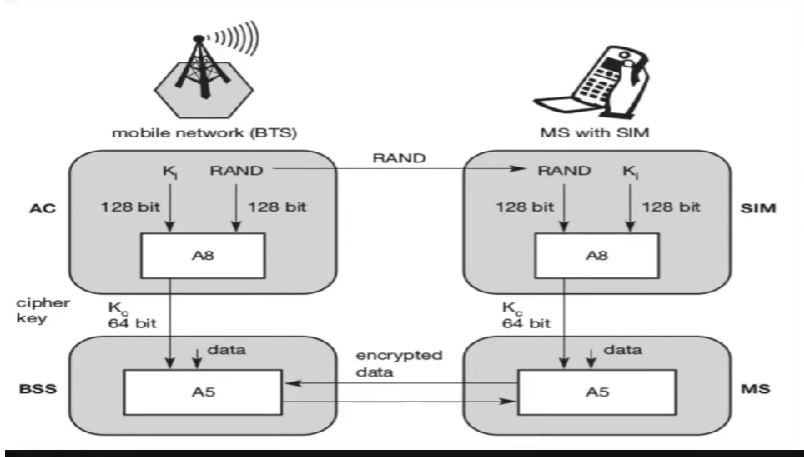 mobile network (BTS)
MS with SIM
RAND
Ki RAND
RAND Ki
AC
128 bit
128 bit
128 bit
128 bit
SIM
A8
A8
cipher
key
Kc
64 bit
Kc
64 bit
data
encrypted
data
data
BSS
A5
A5
MS